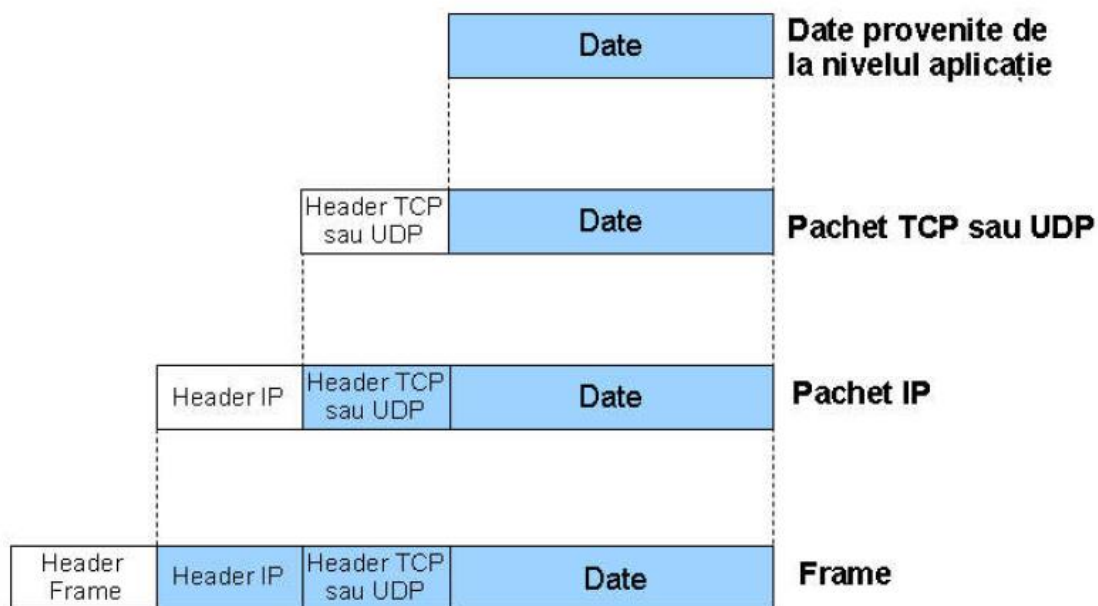 Date
Date provenite de
la nivelul aplicație
Header TCP
sau UDP
Date
Pachet TCP sau UDP
Header IP
Header TCP
sau UDP
Date
Pachet IP
Header
Frame
Header IP
Header TCP
sau UDP
Date
Frame